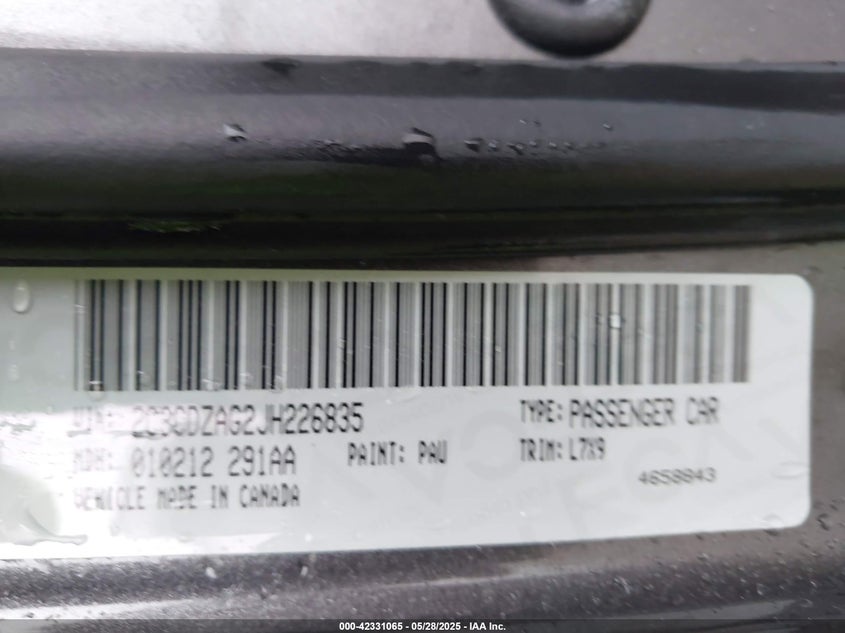 VIN: 2C3CDZAG2JH226835 TYPE: PASSENGER CAR
MDH: 010212 291AA PAINT: PAU TRIM: L7X9
VEHICLE MADE IN CANADA 4658843
000-42331065 - 05/28/2025 - IAA Inc.